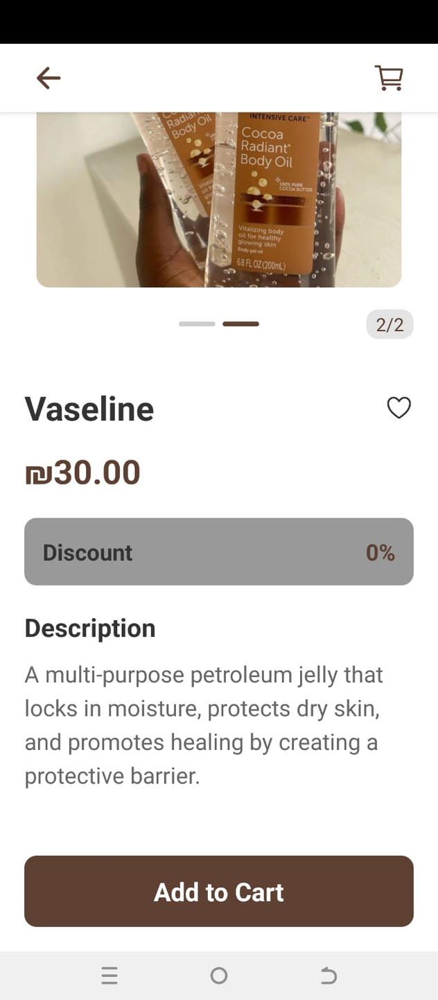 INTENSIVE CARE™
Radian
Body Oil
Cocoa
Radiant®
Body Oil
100% PURE
COCOA BUTTER
Vitalizing body
oil for healthy
glowing skin
Body gel oil
6.8 FL OZ (200mL)
2/2
Vaseline
₪30.00
Discount 0%
Description
A multi-purpose petroleum jelly that
locks in moisture, protects dry skin,
and promotes healing by creating a
protective barrier.
Add to Cart